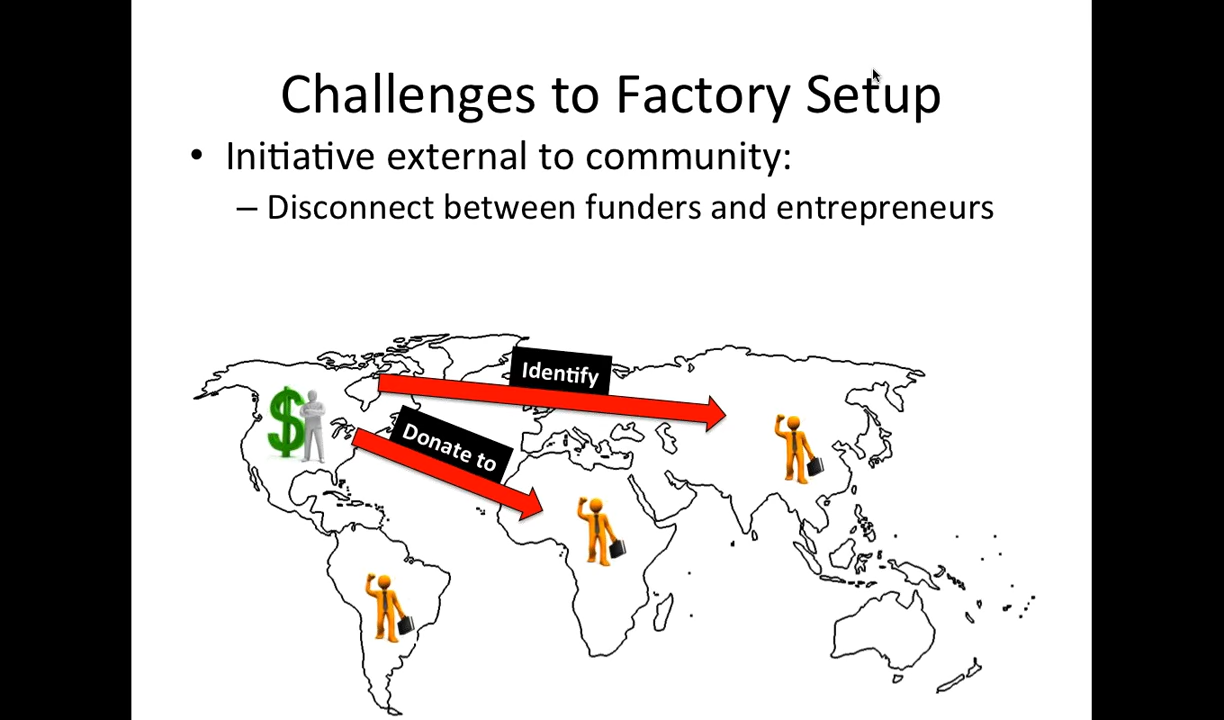 Challenges to Factory Setup
• Initiative external to community:
– Disconnect between funders and entrepreneurs
Identify
Donate to
$